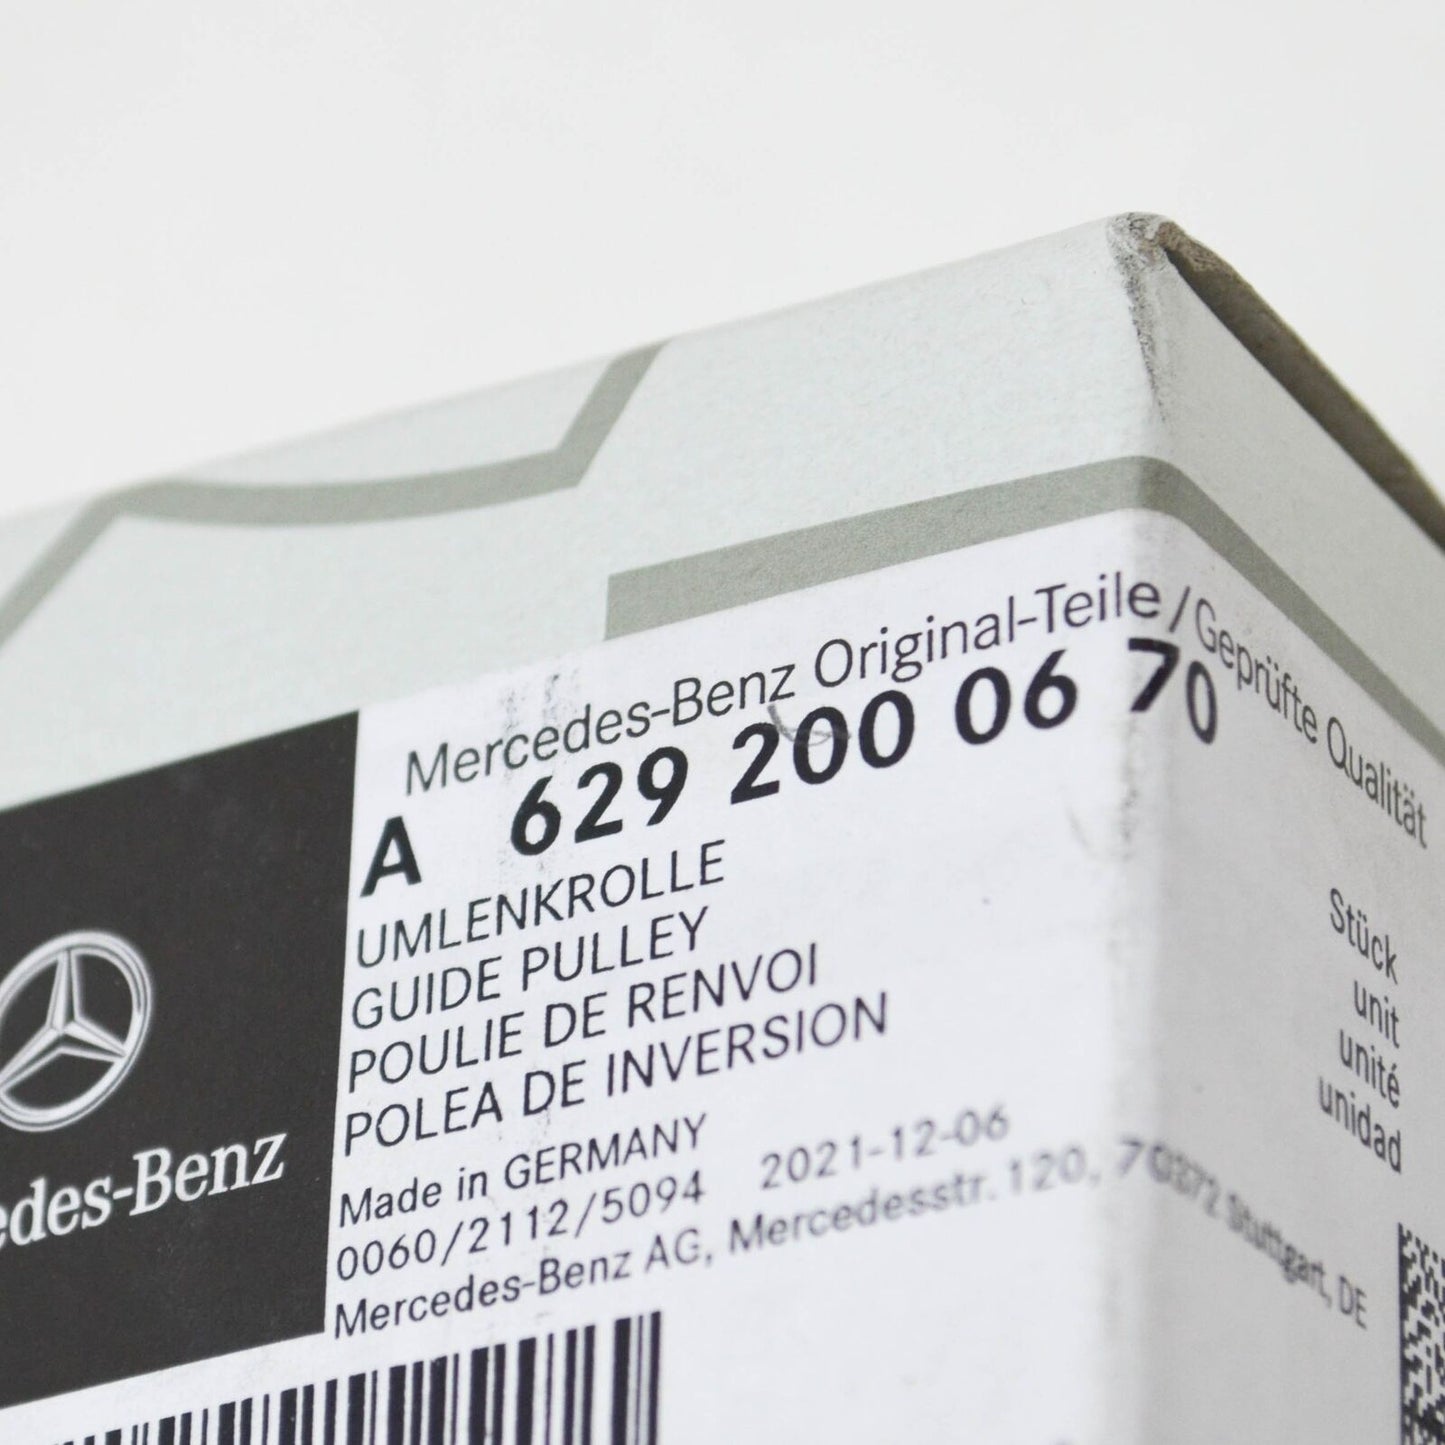 Mercedes-Benz Original-Teile/Geprüfte Qualität
A 629 200 06 70
UMLENKROLLE
GUIDE PULLEY
POULIE DE RENVOI
POLEA DE INVERSION
Stück
unit
unité
unidad
Made in GERMANY
0060/2112/5094 2021-12-06
Mercedes-Benz AG, Mercedesstr. 120, 70372 Stuttgart, DE
edes-Benz